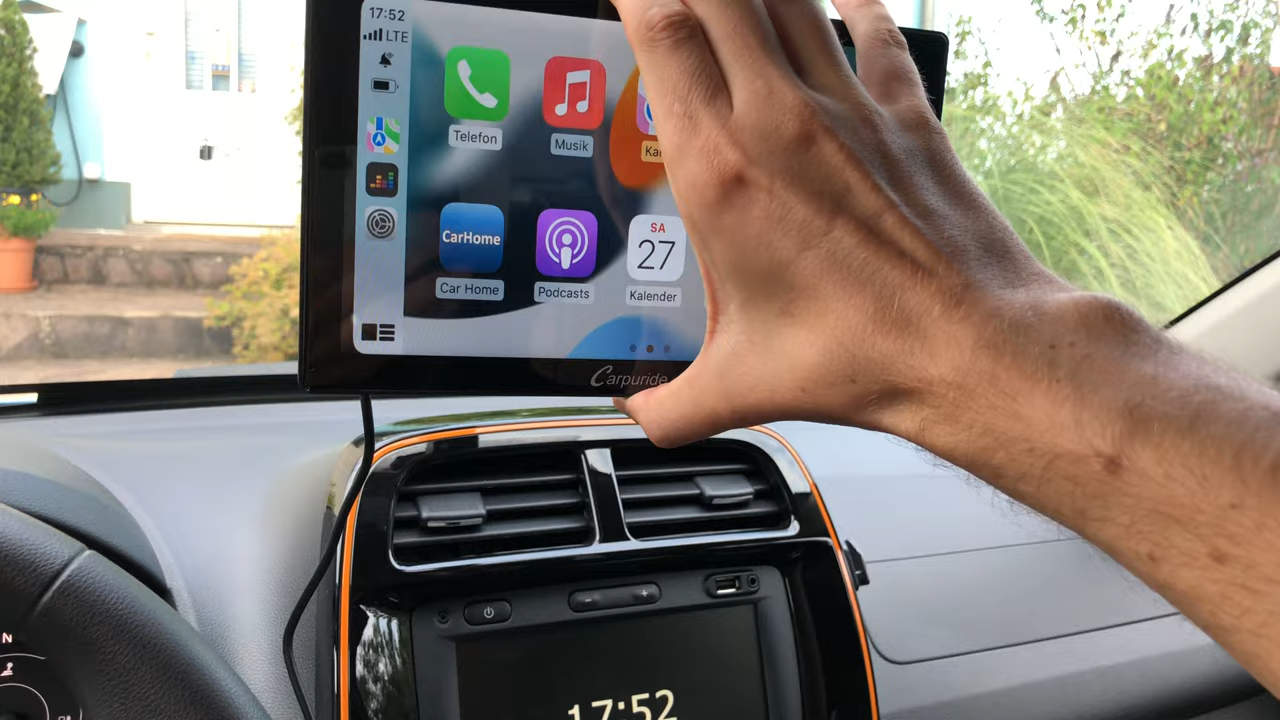 17:52
LTE
Telefon
Musik
CarHome
Car Home
Podcasts
SA
27
Kalender
Carpuride
N
17:52